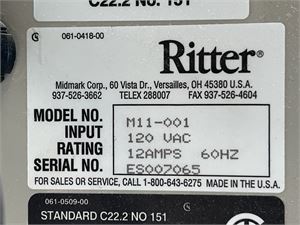 C22.2 NO. 151
061-0418-00
Ritter®
Midmark Corp., 60 Vista Dr., Versailles, OH 45380 U.S.A.
937-526-3662 TELEX 288007 FAX 937-526-4604
MODEL NO. M11-001
INPUT 120 VAC
RATING 12AMPS 60HZ
SERIAL NO. ES007065
FOR SALES OR SERVICE, CALL 1-800-643-6275 MADE IN U.S.A.
061-0509-00
STANDARD C22.2 NO 151